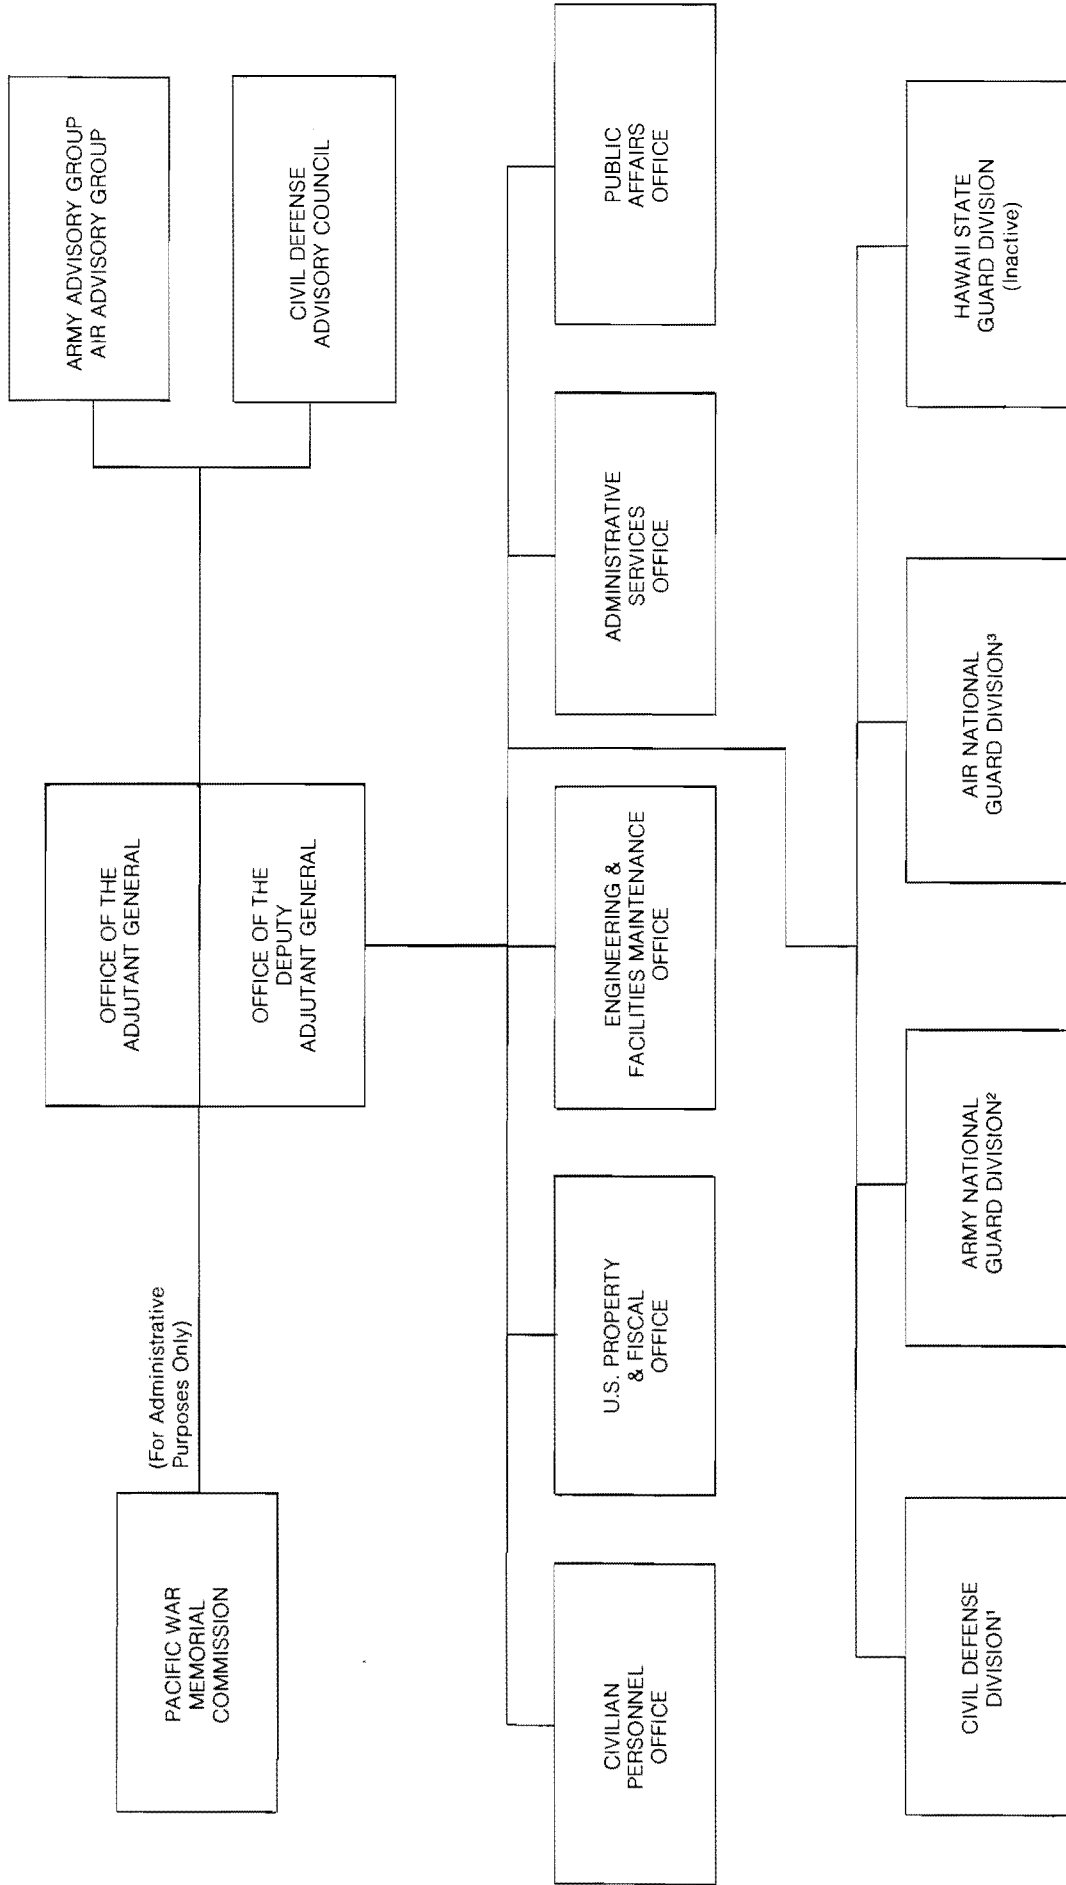 PACIFIC WAR
MEMORIAL
COMMISSION
(For Administrative
Purposes Only)
OFFICE OF THE
ADJUTANT GENERAL
OFFICE OF THE
DEPUTY
ADJUTANT GENERAL
ARMY ADVISORY GROUP
AIR ADVISORY GROUP
CIVIL DEFENSE
ADVISORY COUNCIL
CIVILIAN
PERSONNEL
OFFICE
U.S. PROPERTY
& FISCAL
OFFICE
ENGINEERING &
FACILITIES MAINTENANCE
OFFICE
ADMINISTRATIVE
SERVICES
OFFICE
PUBLIC
AFFAIRS
OFFICE
CIVIL DEFENSE
DIVISION¹
ARMY NATIONAL
GUARD DIVISION²
AIR NATIONAL
GUARD DIVISION³
HAWAII STATE
GUARD DIVISION
(Inactive)